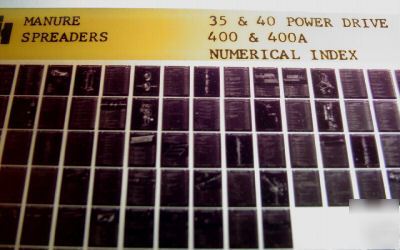 MANURE 35 & 40 POWER DRIVE
SPREADERS 400 & 400A
NUMERICAL INDEX